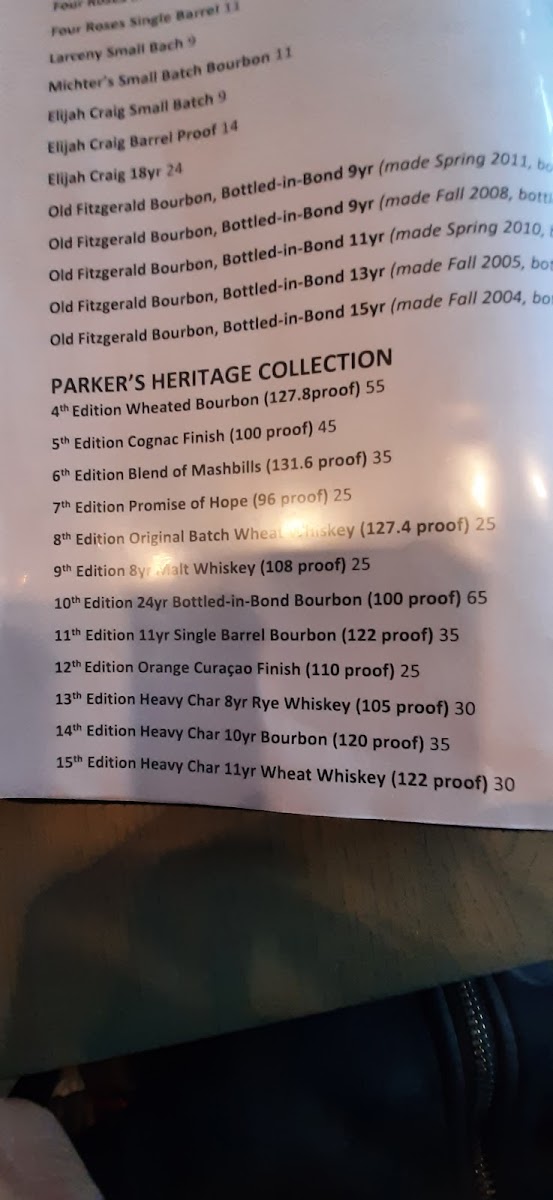 Four Roses
Four Roses Single Barrel 11
Larceny Small Bach 9
Michter's Small Batch Bourbon 11
Elijah Craig Small Batch 9
Elijah Craig Barrel Proof 14
Elijah Craig 18yr 24
Old Fitzgerald Bourbon, Bottled-in-Bond 9yr (made Spring 2011, bo
Old Fitzgerald Bourbon, Bottled-in-Bond 9yr (made Fall 2008, bottl
Old Fitzgerald Bourbon, Bottled-in-Bond 11yr (made Spring 2010,
Old Fitzgerald Bourbon, Bottled-in-Bond 13yr (made Fall 2005, bot
Old Fitzgerald Bourbon, Bottled-in-Bond 15yr (made Fall 2004, bot
PARKER'S HERITAGE COLLECTION
4th Edition Wheated Bourbon (127.8proof) 55
5th Edition Cognac Finish (100 proof) 45
6th Edition Blend of Mashbills (131.6 proof) 35
7th Edition Promise of Hope (96 proof) 25
8th Edition Original Batch Wheat Whiskey (127.4 proof) 25
9th Edition 8yr Malt Whiskey (108 proof) 25
10th Edition 24yr Bottled-in-Bond Bourbon (100 proof) 65
11th Edition 11yr Single Barrel Bourbon (122 proof) 35
12th Edition Orange Curaçao Finish (110 proof) 25
13th Edition Heavy Char 8yr Rye Whiskey (105 proof) 30
14th Edition Heavy Char 10yr Bourbon (120 proof) 35
15th Edition Heavy Char 11yr Wheat Whiskey (122 proof) 30